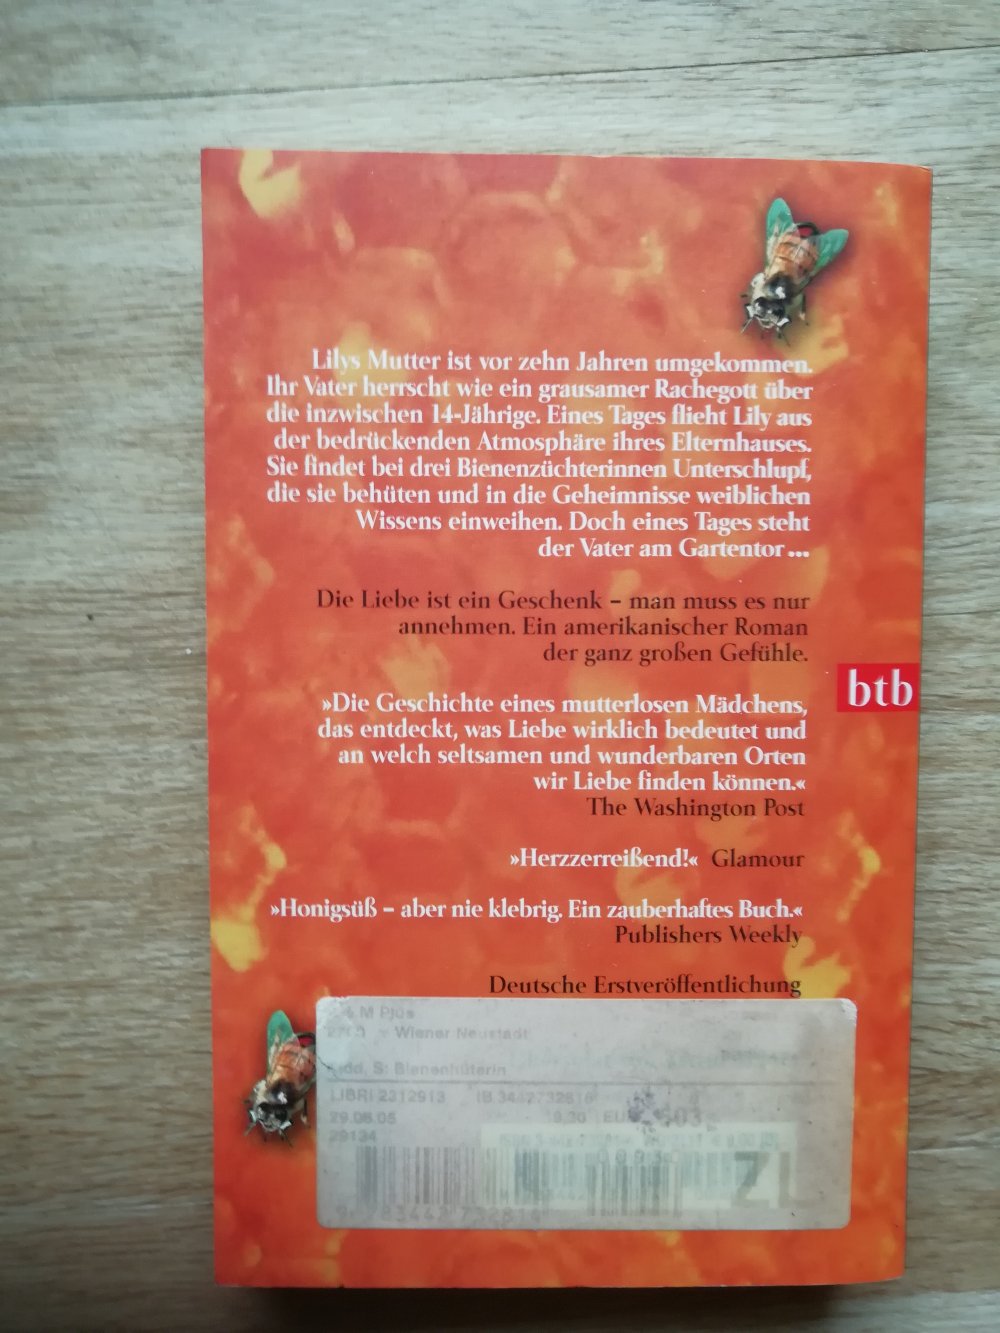 Lilys Mutter ist vor zehn Jahren umgekommen.
Ihr Vater herrscht wie ein grausamer Rachegott über
die inzwischen 14-Jährige. Eines Tages flieht Lily aus
der bedrückenden Atmosphäre ihres Elternhauses.
Sie findet bei drei Bienenzüchterinnen Unterschlupf,
die sie behüten und in die Geheimnisse weiblichen
Wissens einweihen. Doch eines Tages steht
der Vater am Gartentor ...
Die Liebe ist ein Geschenk – man muss es nur
annehmen. Ein amerikanischer Roman
der ganz großen Gefühle.
btb
»Die Geschichte eines mutterlosen Mädchens,
das entdeckt, was Liebe wirklich bedeutet und
an welch seltsamen und wunderbaren Orten
wir Liebe finden können.«
The Washington Post
»Herzzerreißend!« Glamour
»Honigsüß – aber nie klebrig. Ein zauberhaftes Buch.«
Publishers Weekly
Deutsche Erstveröffentlichung
& M Pjös
Wiener Neustadt
S: Bienenhüterin
LIBRI 2312913
29.08.05 EU
29134
ZU